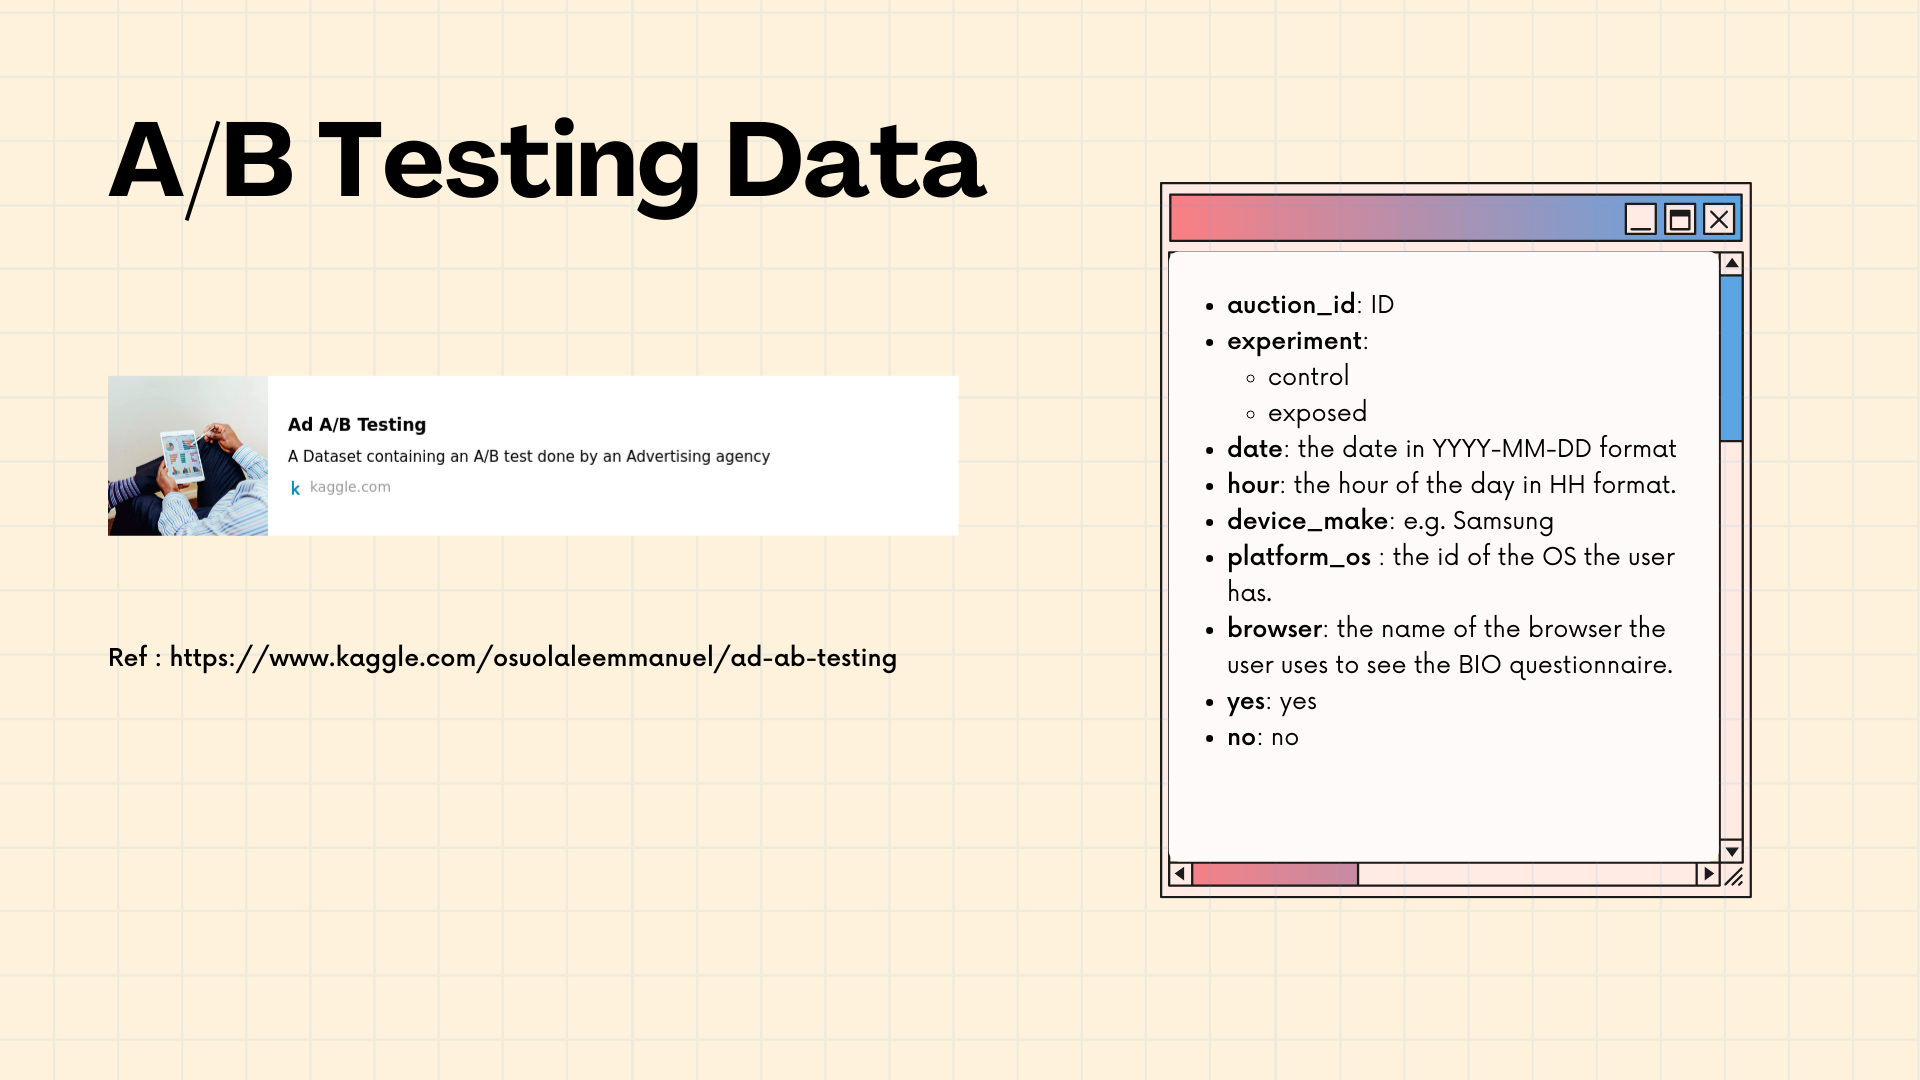 A/B Testing Data
Ad A/B Testing
A Dataset containing an A/B test done by an Advertising agency
k kaggle.com
Ref : https://www.kaggle.com/osuolaleemmanuel/ad-ab-testing
• auction_id: ID
• experiment:
◦ control
◦ exposed
• date: the date in YYYY-MM-DD format
• hour: the hour of the day in HH format.
• device_make: e.g. Samsung
• platform_os : the id of the OS the user
has.
• browser: the name of the browser the
user uses to see the BIO questionnaire.
• yes: yes
• no: no